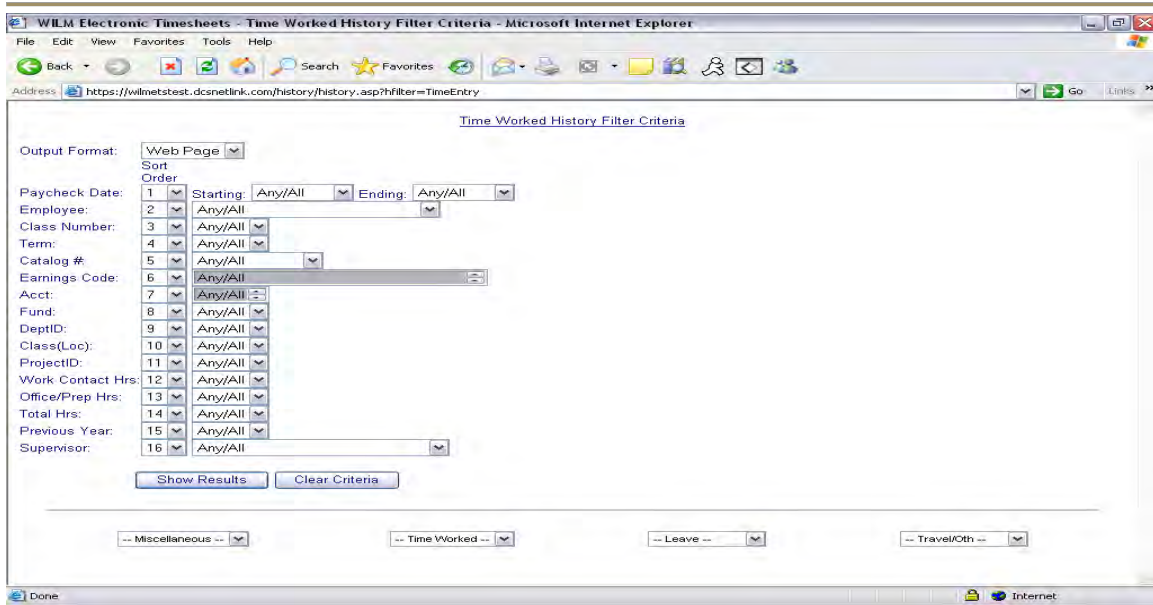 WILM Electronic Timesheets - Time Worked History Filter Criteria - Microsoft Internet Explorer
File Edit View Favorites Tools Help
Back Search Favorites
Address https://wilmetstest.dcsnetlink.com/history/history.asp?hfilter=TimeEntry Go Links »
Time Worked History Filter Criteria
Output Format: Web Page
Sort
Order
Paycheck Date: 1 Starting: Any/All Ending: Any/All
Employee: 2 Any/All
Class Number: 3 Any/All
Term: 4 Any/All
Catalog # 5 Any/All
Earnings Code: 6 Any/All
Acct: 7 Any/All
Fund: 8 Any/All
DeptID: 9 Any/All
Class(Loc): 10 Any/All
ProjectID: 11 Any/All
Work Contact Hrs: 12 Any/All
Office/Prep Hrs: 13 Any/All
Total Hrs: 14 Any/All
Previous Year: 15 Any/All
Supervisor: 16 Any/All
Show Results Clear Criteria
-- Miscellaneous -- -- Time Worked -- -- Leave -- -- Travel/Oth --
Done Internet